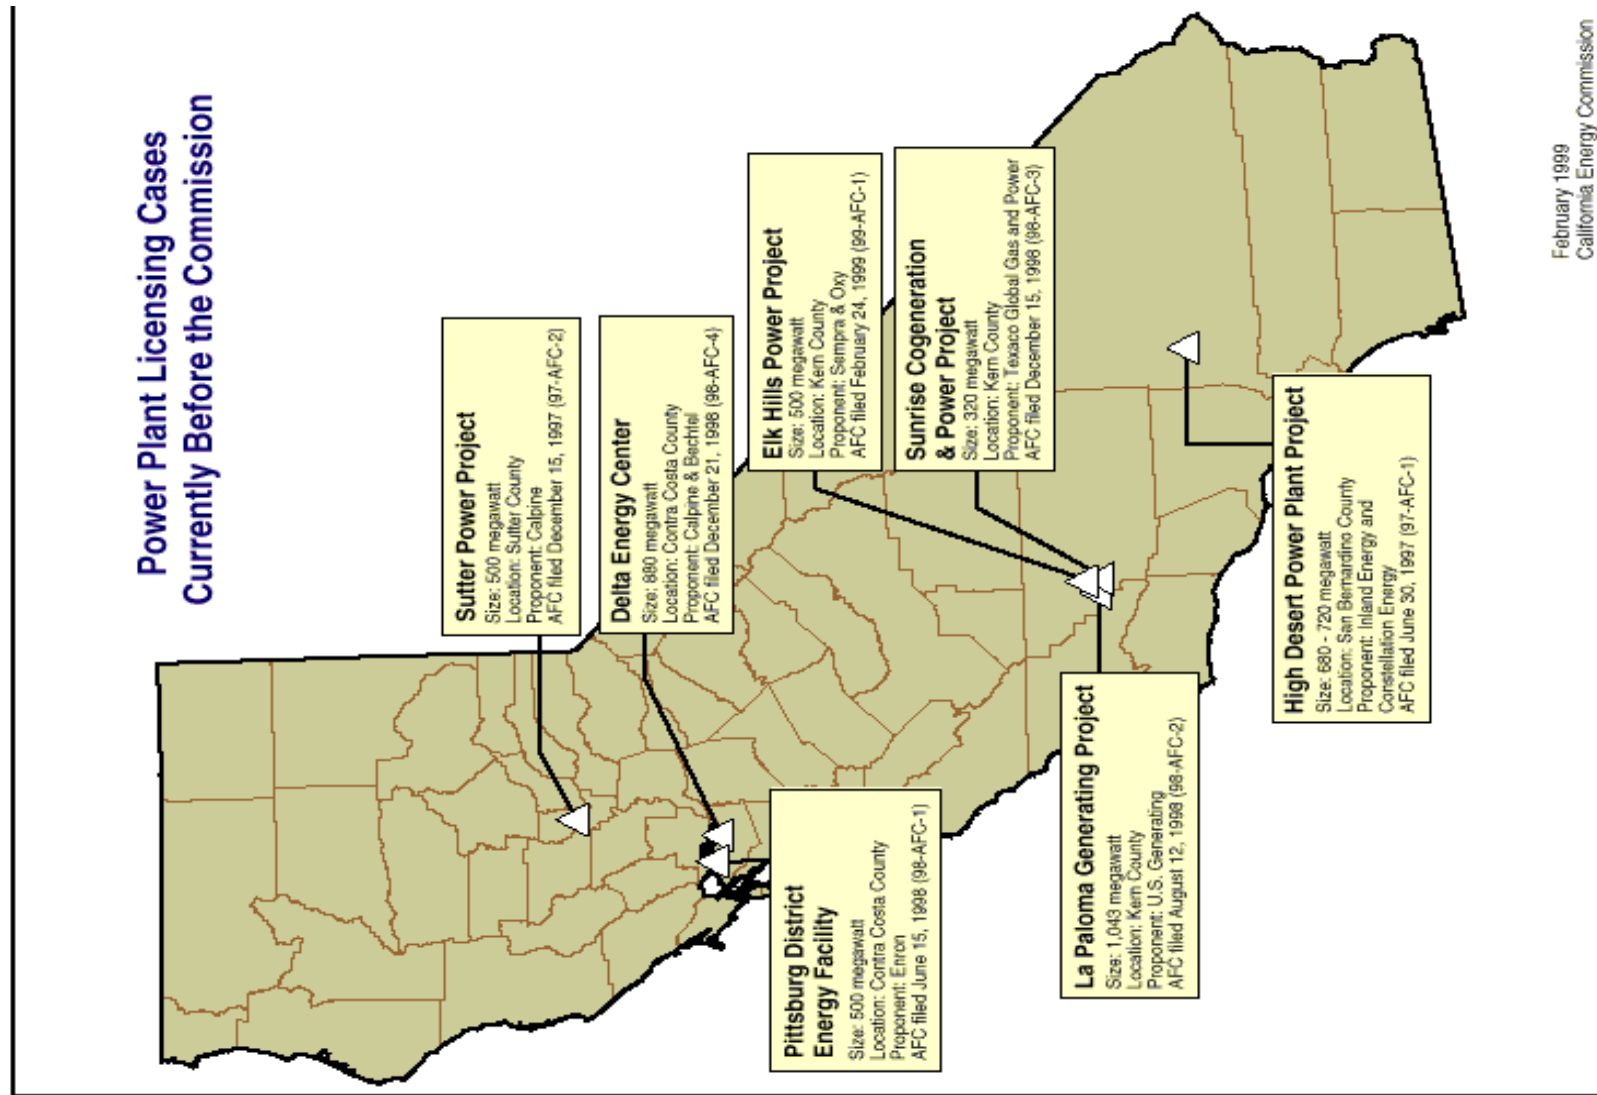 Power Plant Licensing Cases
Currently Before the Commission
Sutter Power Project
Size: 500 megawatt
Location: Sutter County
Proponent: Calpine
AFC filed December 15, 1997 (97-AFC-2)
Delta Energy Center
Size: 880 megawatt
Location: Contra Costa County
Proponent: Calpine & Bechtel
AFC filed December 21, 1998 (98-AFC-4)
Elk Hills Power Project
Size: 500 megawatt
Location: Kern County
Proponent: Sempra & Oxy
AFC filed February 24, 1999 (99-AFC-1)
Sunrise Cogeneration
& Power Project
Size: 320 megawatt
Location: Kern County
Proponent: Texaco Global Gas and Power
AFC filed December 15, 1998 (98-AFC-3)
Pittsburg District
Energy Facility
Size: 500 megawatt
Location: Contra Costa County
Proponent: Enron
AFC filed June 15, 1998 (98-AFC-1)
La Paloma Generating Project
Size: 1,043 megawatt
Location: Kern County
Proponent: U.S. Generating
AFC filed August 12, 1998 (98-AFC-2)
High Desert Power Plant Project
Size: 680 - 720 megawatt
Location: San Bernardino County
Proponent: Inland Energy and
Constellation Energy
AFC filed June 30, 1997 (97-AFC-1)
February 1999
California Energy Commission